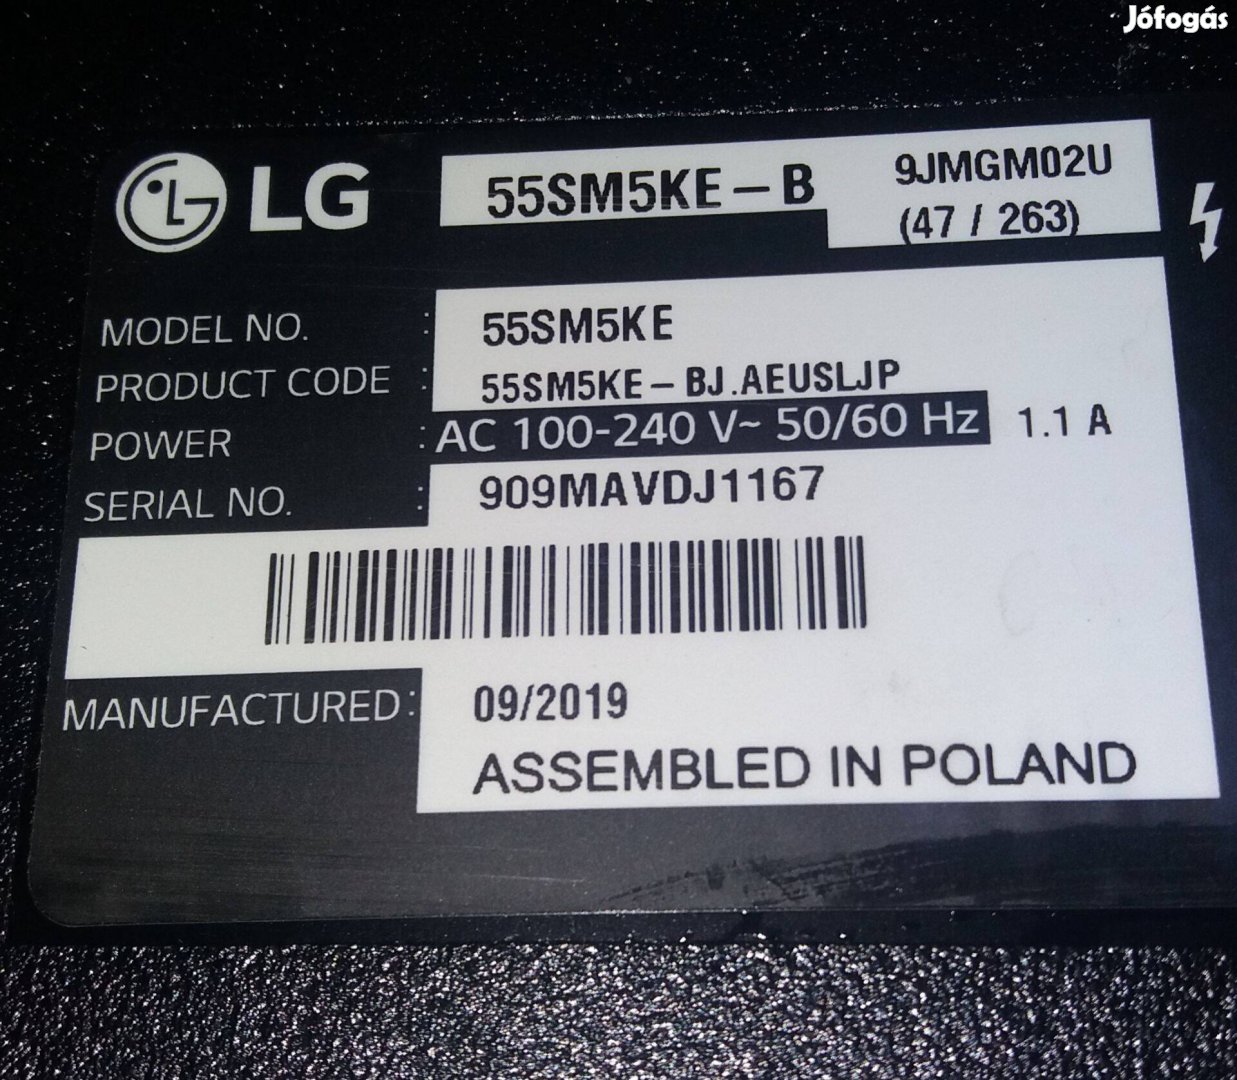 Jófogás
LG 55SM5KE-B 9JMGM02U
(47 / 263)
MODEL NO. : 55SM5KE
PRODUCT CODE : 55SM5KE-BJ.AEUSLJP
POWER : AC 100-240 V~ 50/60 Hz 1.1 A
SERIAL NO. : 909MAVDJ1167
MANUFACTURED: 09/2019
ASSEMBLED IN POLAND